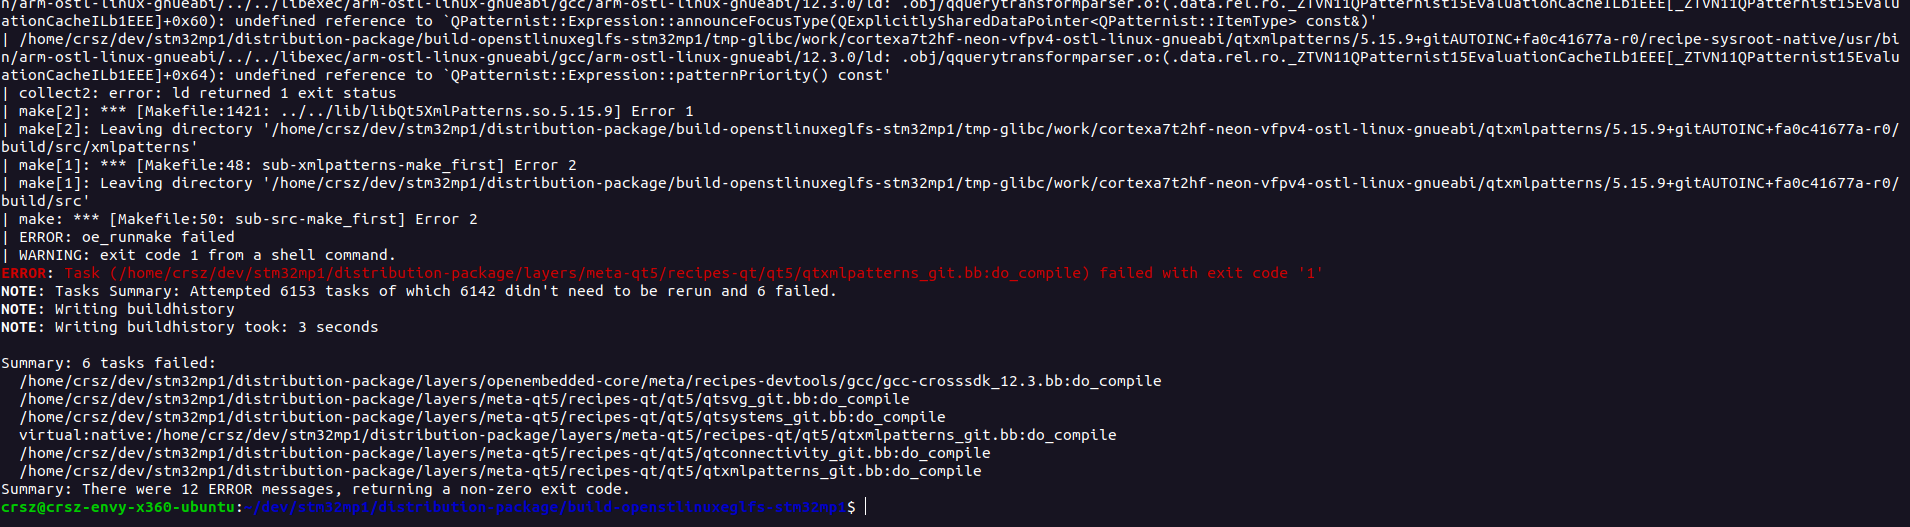 n/arm-ostl-linux-gnueabi/../../libexec/arm-ostl-linux-gnueabi/gcc/arm-ostl-linux-gnueabi/12.3.0/ld: .obj/qquerytransformparser.o:(.data.rel.ro._ZTVN11QPatternist15Evalu
ationCacheILb1EEE[_ZTVN11QPatternist15EvaluationCacheILb1EEE]+0x60): undefined reference to `QPatternist::Expression::announceFocusType(QExplicitlySharedDataPointer<QPatternist::ItemType> const&)'
| /home/crsz/dev/stm32mp1/distribution-package/build-openstlinuxeglfs-stm32mp1/tmp-glibc/work/cortexa7t2hf-neon-vfpv4-ostl-linux-gnueabi/qtxmlpatterns/5.15.9+gitAUTOINC+fa0c41677a-r0/recipe-sysroot-native/usr/bi
n/arm-ostl-linux-gnueabi/../../libexec/arm-ostl-linux-gnueabi/gcc/arm-ostl-linux-gnueabi/12.3.0/ld: .obj/qquerytransformparser.o:(.data.rel.ro._ZTVN11QPatternist15EvaluationCacheILb1EEE[_ZTVN11QPatternist15Evalu
ationCacheILb1EEE]+0x64): undefined reference to `QPatternist::Expression::patternPriority() const'
| collect2: error: ld returned 1 exit status
| make[2]: *** [Makefile:1421: ../../lib/libQt5XmlPatterns.so.5.15.9] Error 1
| make[2]: Leaving directory '/home/crsz/dev/stm32mp1/distribution-package/build-openstlinuxeglfs-stm32mp1/tmp-glibc/work/cortexa7t2hf-neon-vfpv4-ostl-linux-gnueabi/qtxmlpatterns/5.15.9+gitAUTOINC+fa0c41677a-r0/
build/src/xmlpatterns'
| make[1]: *** [Makefile:48: sub-xmlpatterns-make_first] Error 2
| make[1]: Leaving directory '/home/crsz/dev/stm32mp1/distribution-package/build-openstlinuxeglfs-stm32mp1/tmp-glibc/work/cortexa7t2hf-neon-vfpv4-ostl-linux-gnueabi/qtxmlpatterns/5.15.9+gitAUTOINC+fa0c41677a-r0/
build/src'
| make: *** [Makefile:50: sub-src-make_first] Error 2
| ERROR: oe_runmake failed
| WARNING: exit code 1 from a shell command.
ERROR: Task (/home/crsz/dev/stm32mp1/distribution-package/layers/meta-qt5/recipes-qt/qt5/qtxmlpatterns_git.bb:do_compile) failed with exit code '1'
NOTE: Tasks Summary: Attempted 6153 tasks of which 6142 didn't need to be rerun and 6 failed.
NOTE: Writing buildhistory
NOTE: Writing buildhistory took: 3 seconds
Summary: 6 tasks failed:
/home/crsz/dev/stm32mp1/distribution-package/layers/openembedded-core/meta/recipes-devtools/gcc/gcc-crosssdk_12.3.bb:do_compile
/home/crsz/dev/stm32mp1/distribution-package/layers/meta-qt5/recipes-qt/qt5/qtsvg_git.bb:do_compile
/home/crsz/dev/stm32mp1/distribution-package/layers/meta-qt5/recipes-qt/qt5/qtsystems_git.bb:do_compile
virtual:native:/home/crsz/dev/stm32mp1/distribution-package/layers/meta-qt5/recipes-qt/qt5/qtxmlpatterns_git.bb:do_compile
/home/crsz/dev/stm32mp1/distribution-package/layers/meta-qt5/recipes-qt/qt5/qtconnectivity_git.bb:do_compile
/home/crsz/dev/stm32mp1/distribution-package/layers/meta-qt5/recipes-qt/qt5/qtxmlpatterns_git.bb:do_compile
Summary: There were 12 ERROR messages, returning a non-zero exit code.
crsz@crsz-envy-x360-ubuntu:~/dev/stm32mp1/distribution-package/build-openstlinuxeglfs-stm32mp1$